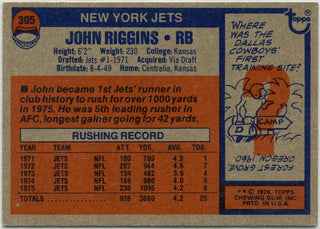 305
NEW YORK JETS
JOHN RIGGINS • RB
Height: 6'2" Weight: 230 College: Kansas
Drafted: Jets #1-1971 Acquired: Via Draft
Birthdate: 8-4-49 Home: Centralia, Kansas
John became 1st Jets' runner in
club history to rush for over 1000 yards
in 1975. He was 5th leading rusher in
AFC, longest gainer going for 42 yards.
RUSHING RECORD
YEAR TEAM LEA ATT. YDS. AVG. TDS
1971 JETS NFL 180 769 4.3 1
1972 JETS NFL 207 944 4.6 7
1973 JETS NFL 134 482 3.6 4
1974 JETS NFL 169 680 4.0 5
1975 JETS NFL 238 1005 4.2 8
TOTAL 928 3880 4.2 25
topps
WHERE
WAS THE
DALLAS
COWBOYS'
FIRST
TRAINING SITE?
CAMP
D
FOREST GROVE
OREGON 1960
© 1976, TOPPS
CHEWING GUM, INC.
PRTD. IN U.S.A.